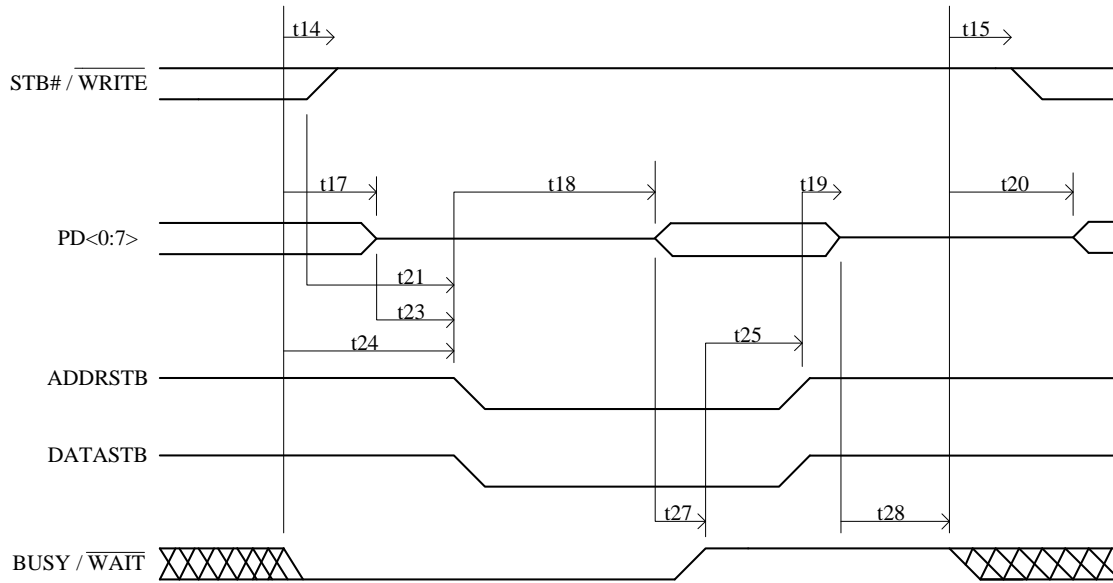 t14
t15
STB# / WRITE
t17
t18
t19
t20
PD<0:7>
t21
t23
t25
t24
ADDRSTB
DATASTB
t27
t28
BUSY / WAIT